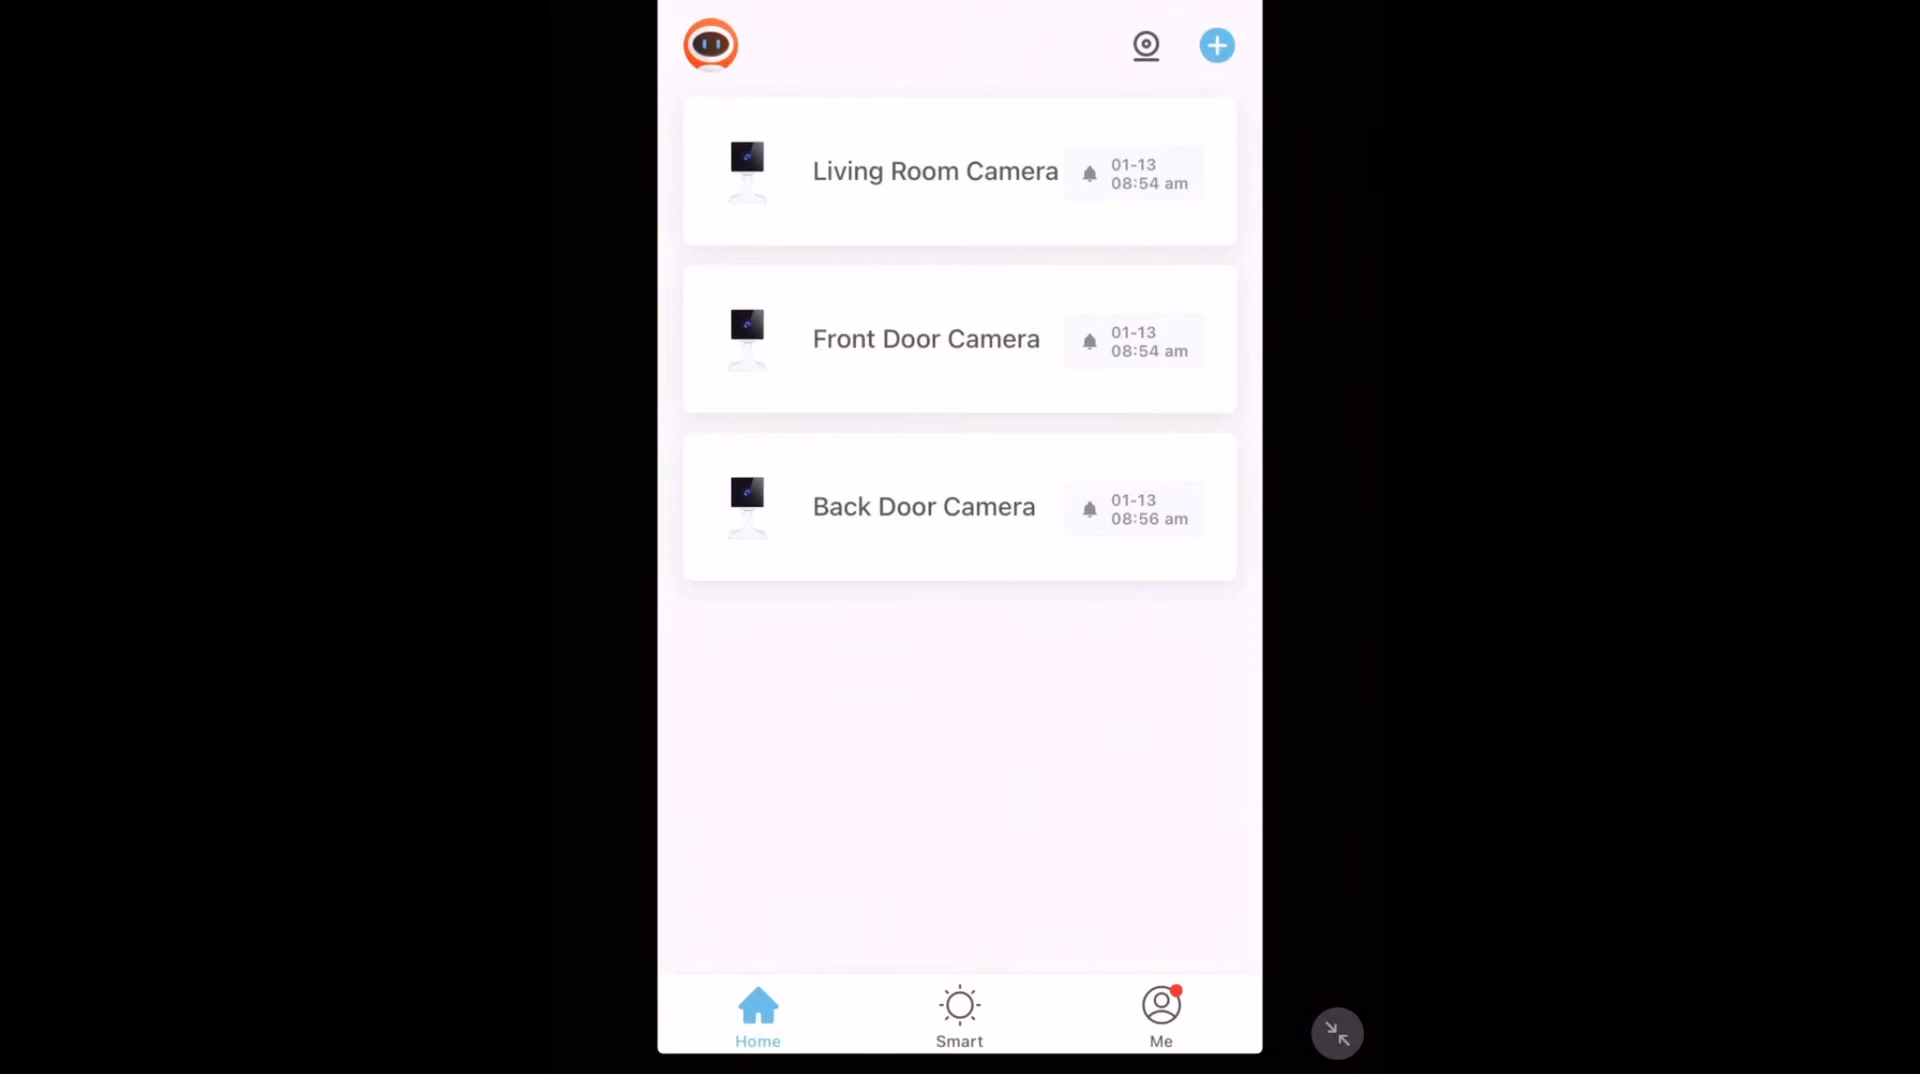 Living Room Camera
01-13
08:54 am
Front Door Camera
01-13
08:54 am
Back Door Camera
01-13
08:56 am
Home
Smart
Me